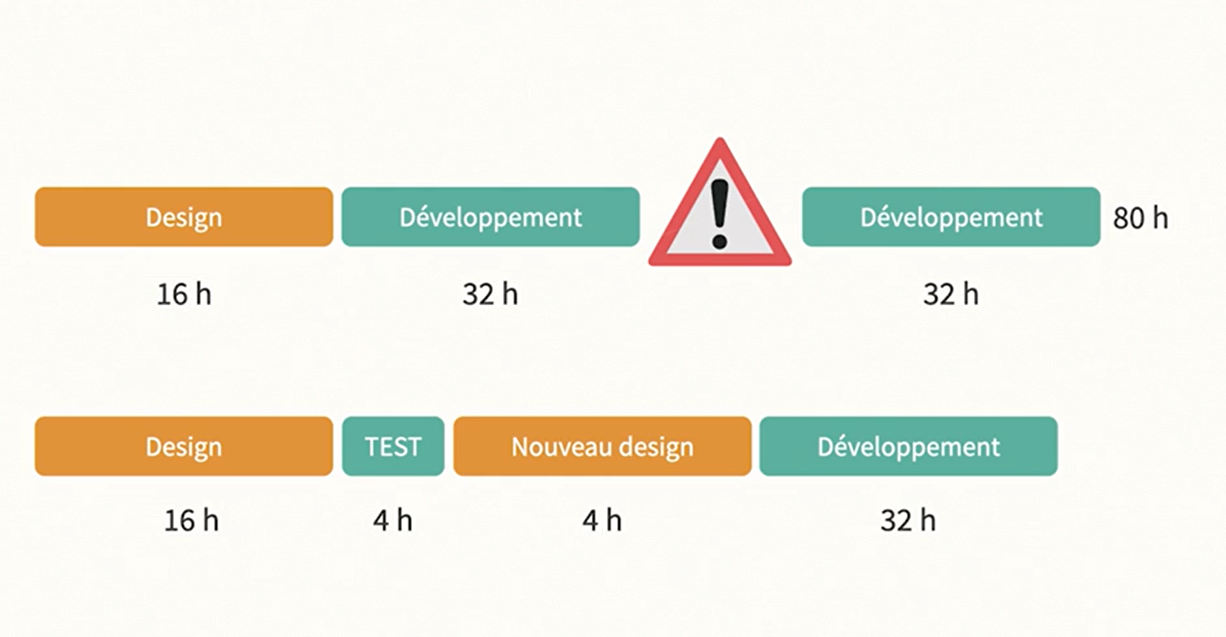 Design
Développement
Développement
80 h
16 h
32 h
32 h
Design
TEST
Nouveau design
Développement
16 h
4 h
4 h
32 h